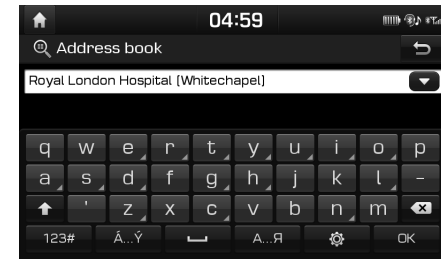 04:59
Address book
Royal London Hospital (Whitechapel)
q w e r t y u i o p
a s d f g h j k l -
' z x c v b n m
123# Á...Ý A...Я OK